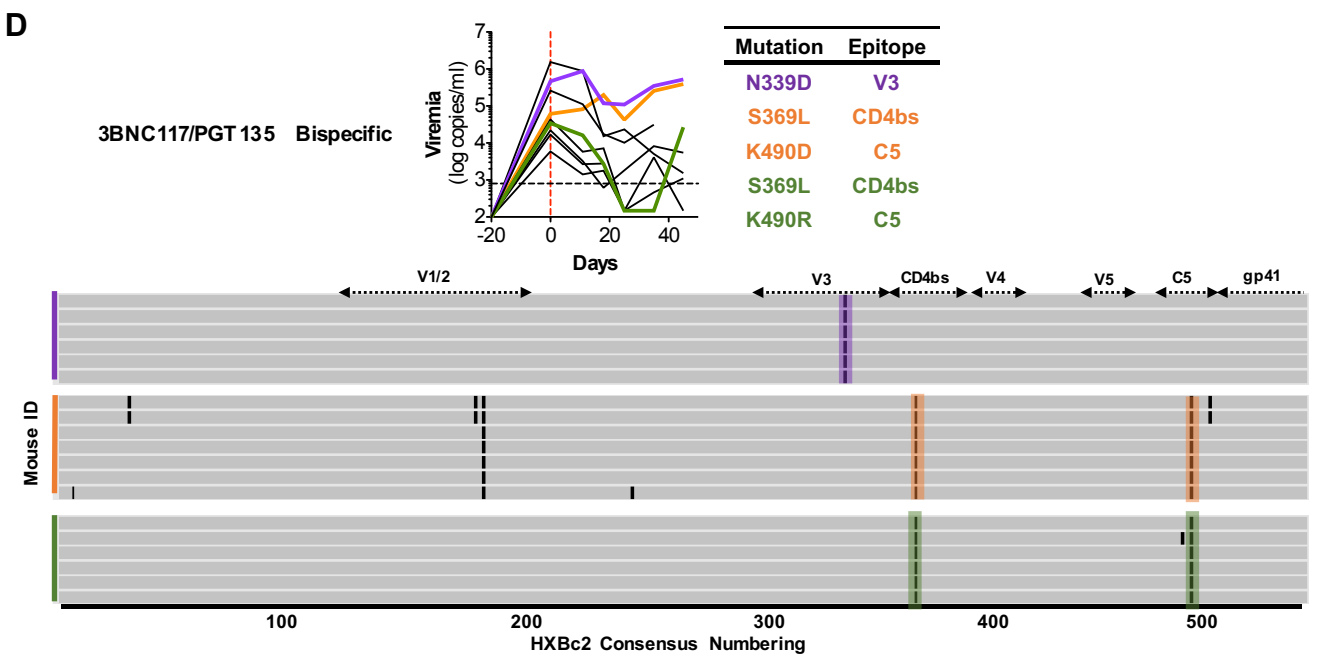 D
3BNC117/PGT135 Bispecific
Viremia
(log copies/ml)
7
6
5
4
3
2
-20 0 20 40
Days
Mutation Epitope
N339D V3
S369L CD4bs
K490D C5
S369L CD4bs
K490R C5
V1/2 V3 CD4bs V4 V5 C5 gp41
Mouse ID
100 200 300 400 500
HXBc2 Consensus Numbering